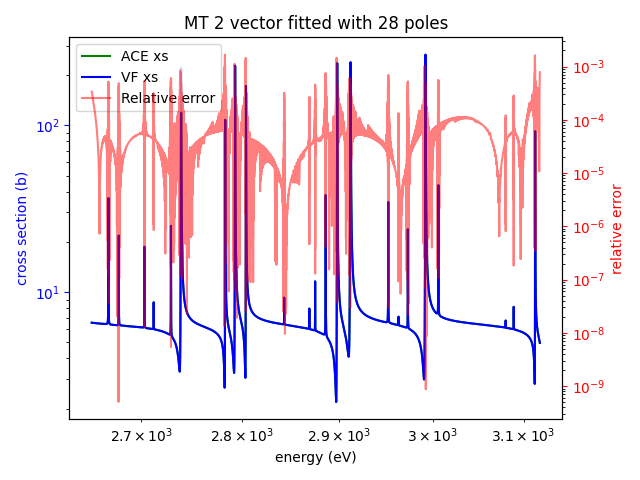 MT 2 vector fitted with 28 poles
ACE xs
VF xs
Relative error
cross section (b)
10²
10¹
relative error
10⁻³
10⁻⁴
10⁻⁵
10⁻⁶
10⁻⁷
10⁻⁸
10⁻⁹
2.7 × 10³
2.8 × 10³
2.9 × 10³
3 × 10³
3.1 × 10³
energy (eV)